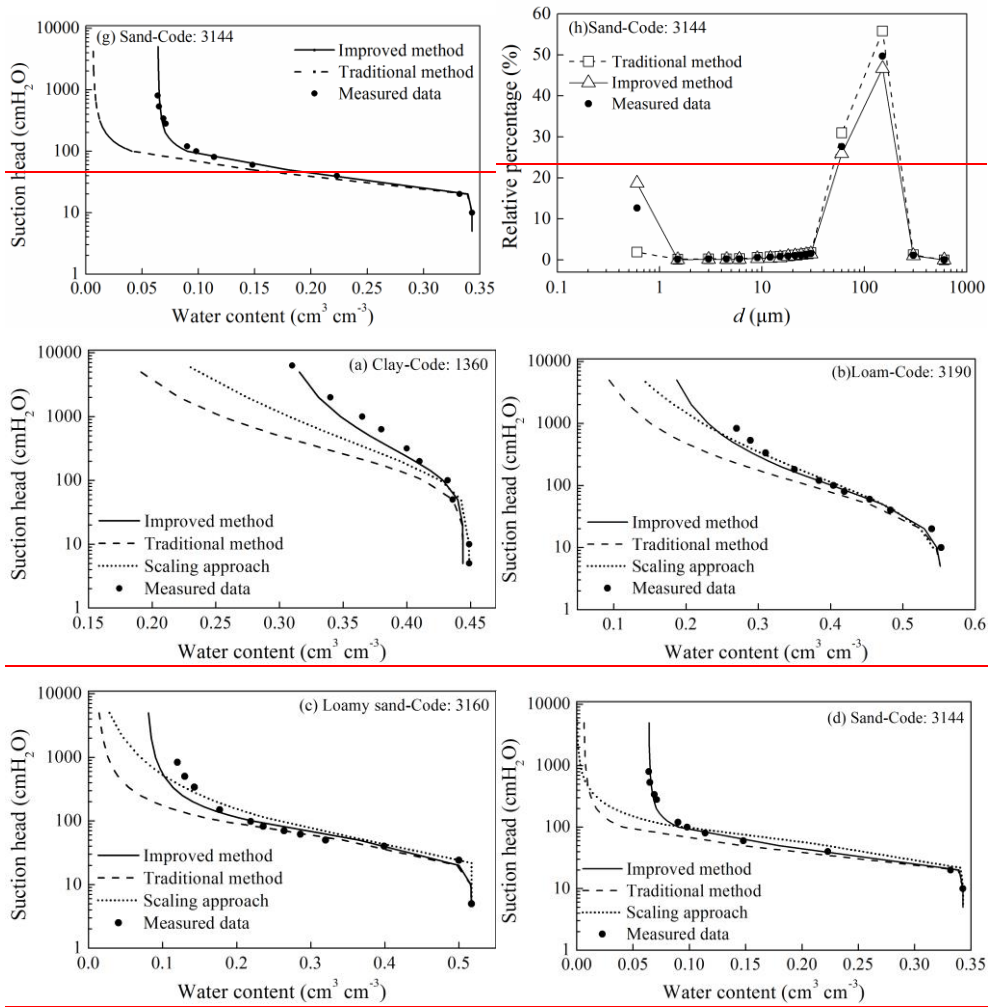 (g) Sand-Code: 3144
Improved method
Traditional method
Measured data
Suction head (cmH2O)
1000
100
10
1
0.00 0.05 0.10 0.15 0.20 0.25 0.30 0.35
Water content (cm³ cm⁻³)
(h)Sand-Code: 3144
Traditional method
Improved method
Measured data
Relative percentage (%)
60
50
40
30
20
10
0
0.1 1 10 100 1000
d (μm)
(a) Clay-Code: 1360
Improved method
Traditional method
Scaling approach
Measured data
Suction head (cmH2O)
10000
1000
100
10
1
0.15 0.20 0.25 0.30 0.35 0.40 0.45
Water content (cm³ cm⁻³)
(b)Loam-Code: 3190
Improved method
Traditional method
Scaling approach
Measured data
Suction head (cmH2O)
10000
1000
100
10
1
0.1 0.2 0.3 0.4 0.5 0.6
Water content (cm³ cm⁻³)
(c) Loamy sand-Code: 3160
Improved method
Traditional method
Scaling approach
Measured data
Suction head (cmH2O)
10000
1000
100
10
1
0.0 0.1 0.2 0.3 0.4 0.5
Water content (cm³ cm⁻³)
(d) Sand-Code: 3144
Improved method
Traditional method
Scaling approach
Measured data
Suction head (cmH2O)
10000
1000
100
10
1
0.00 0.05 0.10 0.15 0.20 0.25 0.30 0.35
Water content (cm³ cm⁻³)